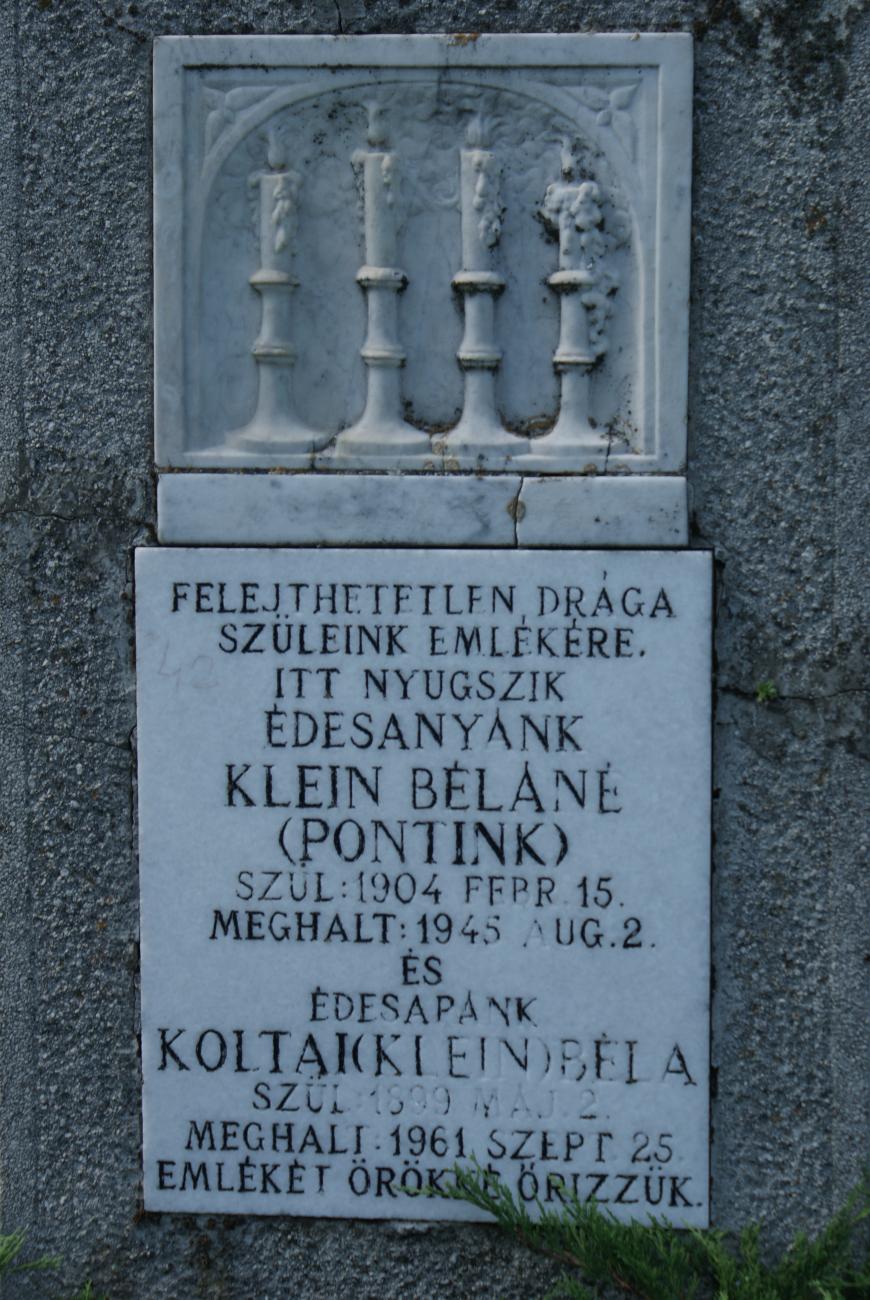 FELEJTHETETLEN, DRÁGA
SZÜLEINK EMLÉKÉRE.
ITT NYUGSZIK
ÉDESANYÁNK
KLEIN BÉLÁNÉ
(PONTINK)
SZÜL: 1904 FEBR. 15.
MEGHALT: 1945 AUG. 2.
ÉS
ÉDESAPÁNK
KOLTAI (KLEIN) BÉLA
SZÜL: 1899 MÁJ. 2.
MEGHALT: 1961 SZEPT. 25.
EMLÉKÉT ÖRÖKKÉ ŐRIZZÜK.
42